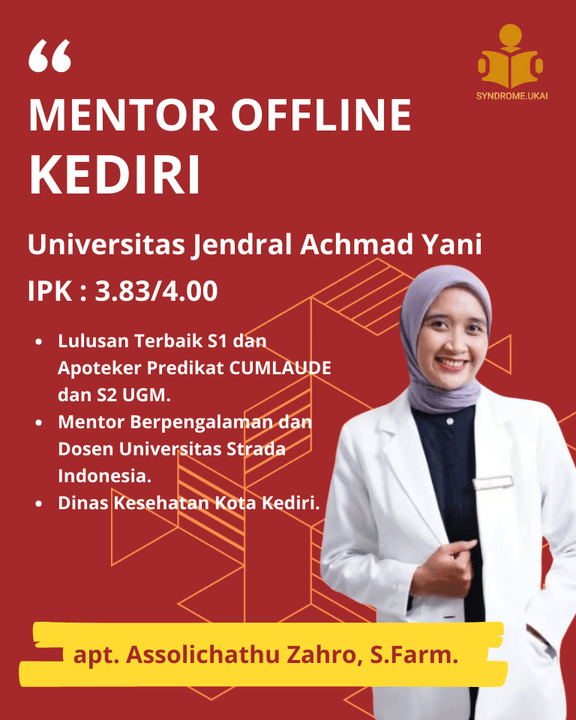 SYNDROME.UKAI
MENTOR OFFLINE
KEDIRI
Universitas Jendral Achmad Yani
IPK : 3.83/4.00
• Lulusan Terbaik S1 dan
Apoteker Predikat CUMLAUDE
dan S2 UGM.
• Mentor Berpengalaman dan
Dosen Universitas Strada
Indonesia.
• Dinas Kesehatan Kota Kediri.
apt. Assolichathu Zahro, S.Farm.